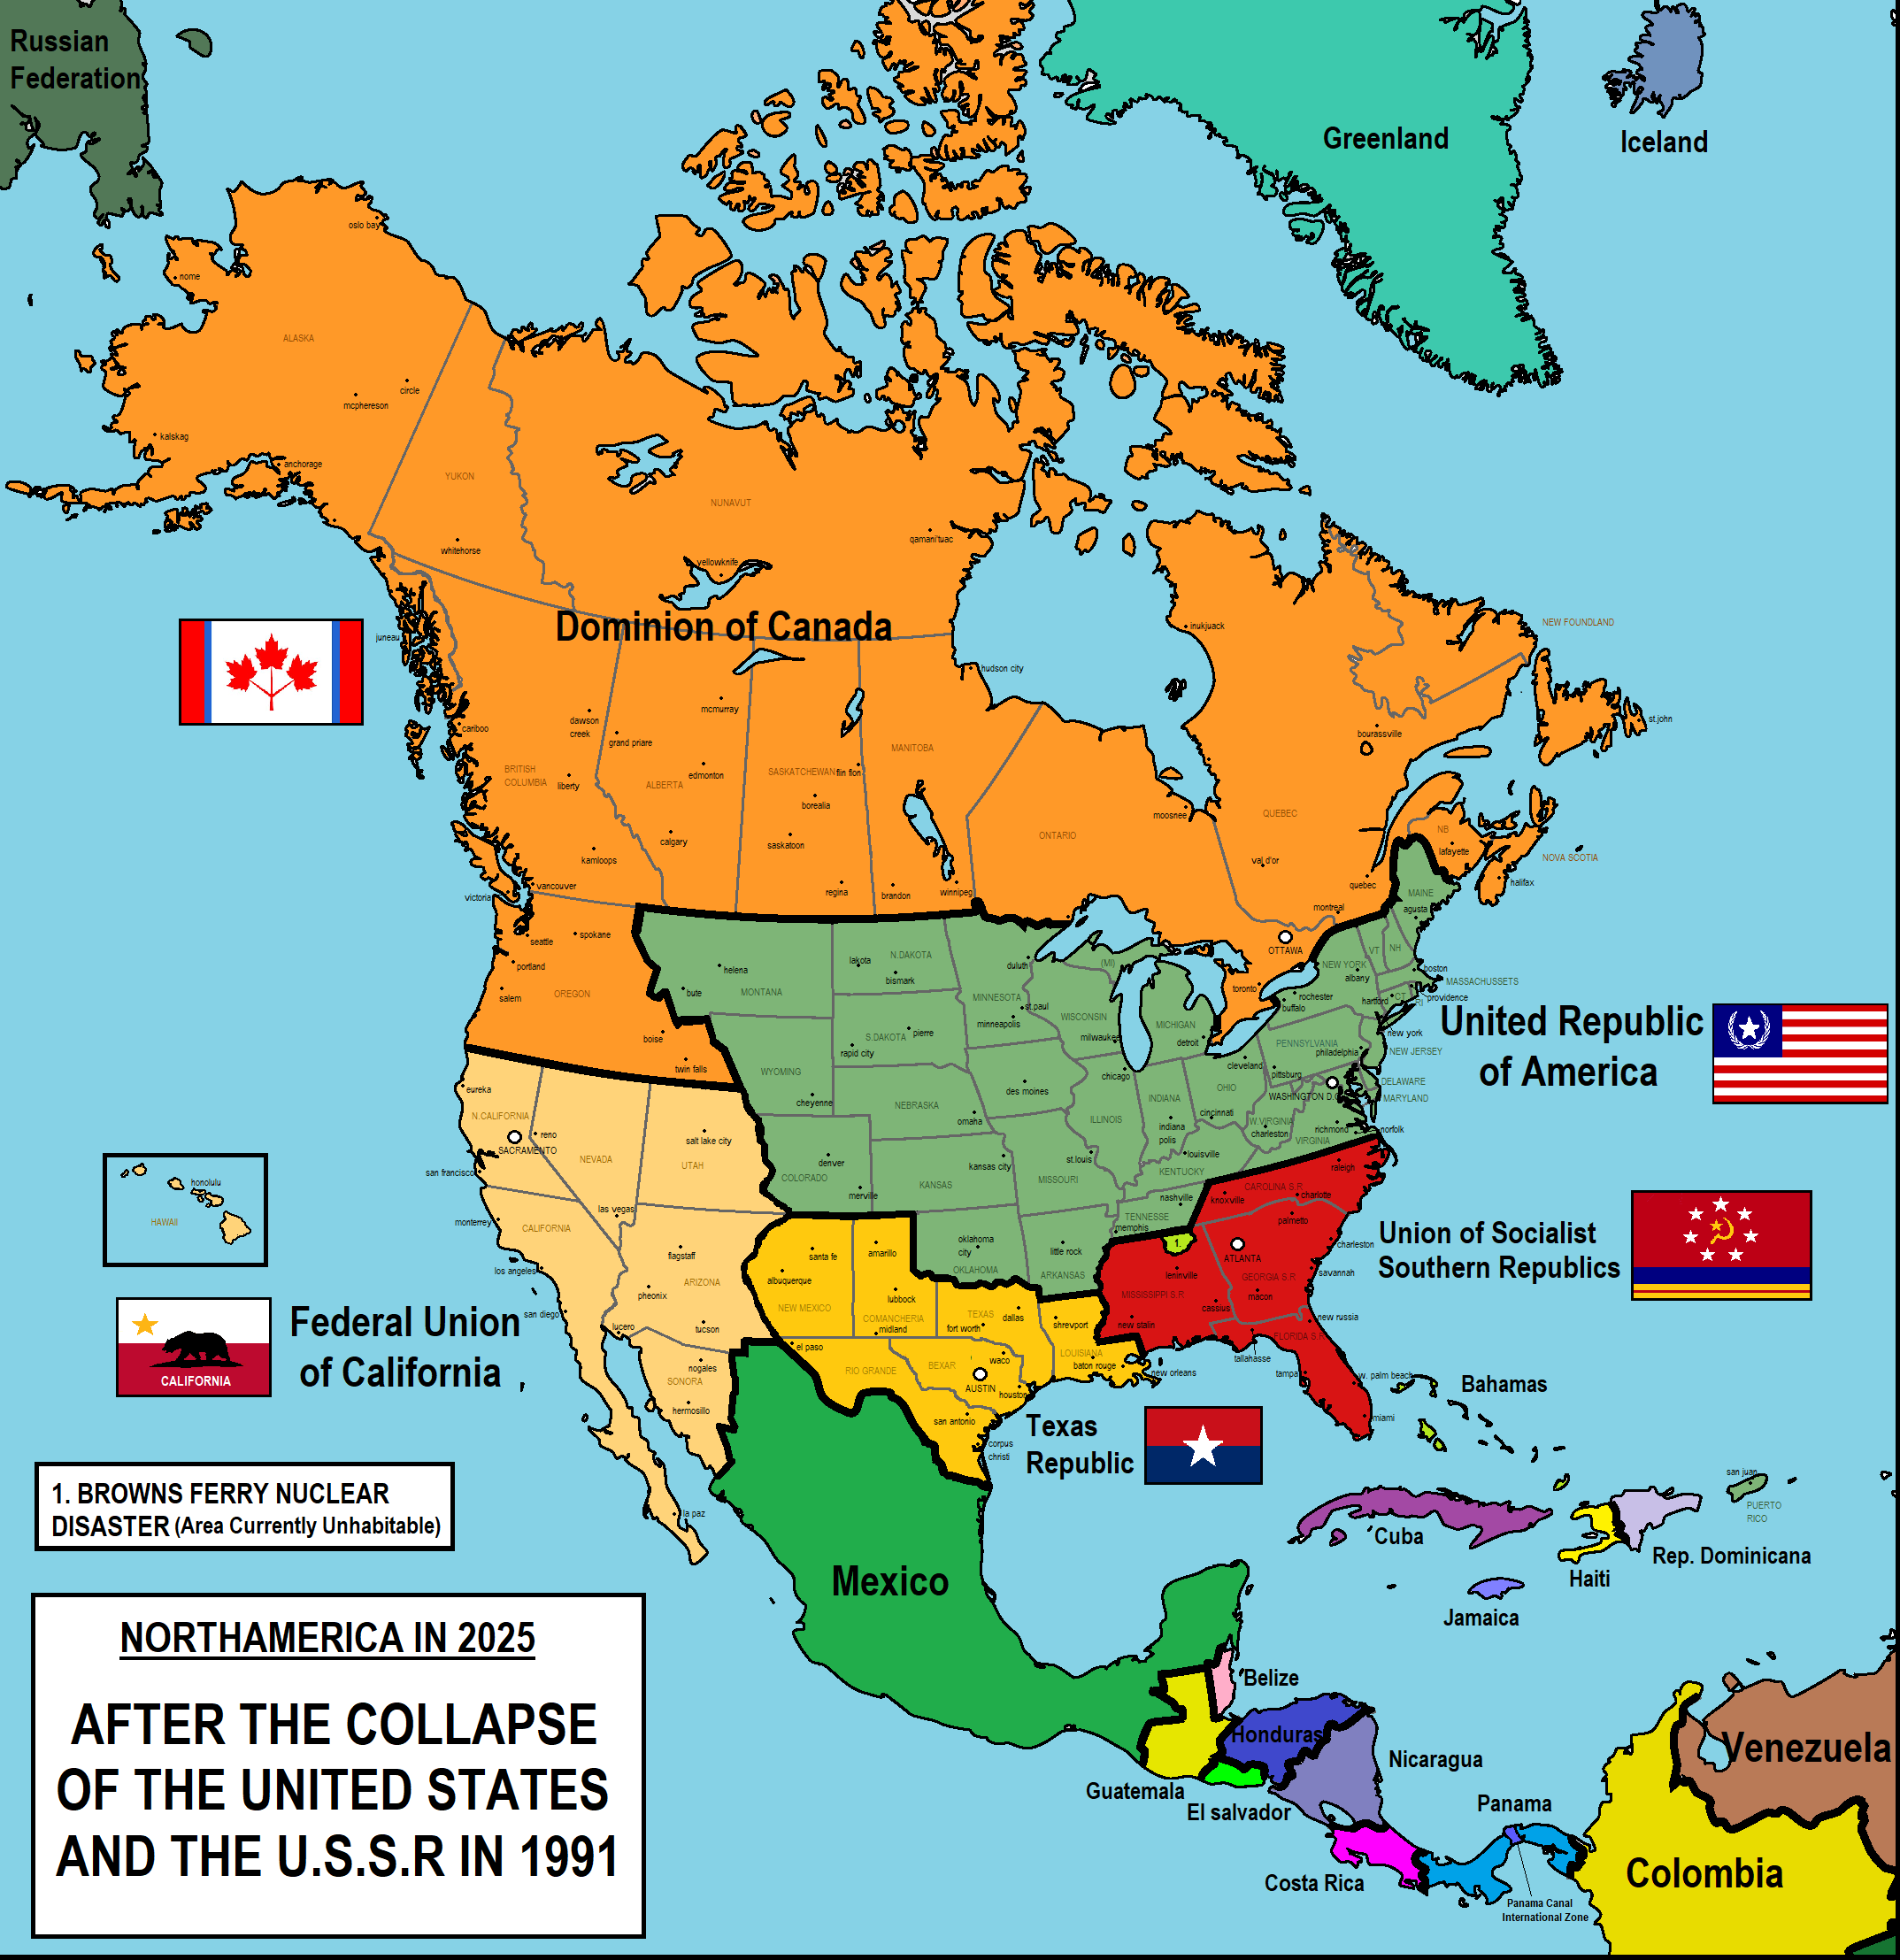 Russian
Federation
Greenland
Iceland
oslo bay
nome
ALASKA
circle
mcphereson
kalskag
anchorage
YUKON
NUNAVUT
qamani'tuac
whitehorse
yellowknife
Dominion of Canada
juneau
inukjuack
NEW FOUNDLAND
hudson city
mcmurray
dawson
creek
grand priare
cariboo
st.john
bourassville
MANITOBA
BRITISH
COLUMBIA
liberty
ALBERTA
edmonton
SASKATCHEWAN
flin flon
borealia
moosnee
QUEBEC
ONTARIO
NB
lafayette
NOVA SCOTIA
calgary
saskatoon
kamloops
val d'or
vancouver
victoria
regina
brandon
winnipeg
quebec
halifax
MAINE
agusta
montreal
seattle
spokane
OTTAWA
VT
NH
portland
helena
lakota
N.DAKOTA
bismark
duluth
(MI)
NEW YORK
albany
boston
MASSACHUSSETS
salem
OREGON
bute
MONTANA
MINNESOTA
st.paul
minneapolis
WISCONSIN
milwaukee
MICHIGAN
detroit
toronto
rochester
buffalo
hartford
CT
RI
providence
United Republic
of America
new york
boise
S.DAKOTA
pierre
rapid city
PENNSYLVANIA
philadelphia
NEW JERSEY
twin falls
WYOMING
cleveland
pittsburg
chicago
DELAWARE
MARYLAND
WASHINGTON D.C
eureka
cheyenne
NEBRASKA
des moines
omaha
ILLINOIS
INDIANA
OHIO
N.CALIFORNIA
cincinnati
indiana
polis
W.VIRGINIA
charleston
richmond
VIRGINIA
norfolk
reno
SACRAMENTO
salt lake city
NEVADA
UTAH
denver
COLORADO
kansas city
st.louis
louisville
KENTUCKY
san francisco
merville
KANSAS
MISSOURI
raleigh
honolulu
HAWAII
CAROLINA S.R
knoxville
charlotte
nashville
TENNESSE
memphis
palmetto
monterrey
CALIFORNIA
las vegas
flagstaff
santa fe
amarillo
oklahoma
city
OKLAHOMA
little rock
ARKANSAS
1.
ATLANTA
charleston
Union of Socialist
Southern Republics
los angeles
pheonix
ARIZONA
albuquerque
NEW MEXICO
lubbock
leninville
GEORGIA S.R
savannah
san diego
lucero
tucson
COMANCHERIA
midland
TEXAS
dallas
fort worth
shrevport
MISSISSIPPI S.R
new stalin
cassius
macon
new russia
FLORIDA S.R
Federal Union
of California
CALIFORNIA
el paso
RIO GRANDE
BEXAR
waco
LOUISIANA
baton rouge
new orleans
tallahasse
nogales
SONORA
hermosillo
AUSTIN
houston
san antonio
corpus
christi
Texas
Republic
tampa
w. palm beach
miami
Bahamas
1. BROWNS FERRY NUCLEAR
DISASTER (Area Currently Unhabitable)
la paz
san juan
PUERTO
RICO
Cuba
Haiti
Rep. Dominicana
Jamaica
Mexico
NORTHAMERICA IN 2025
AFTER THE COLLAPSE
OF THE UNITED STATES
AND THE U.S.S.R IN 1991
Belize
Honduras
Nicaragua
Guatemala
El salvador
Panama
Venezuela
Costa Rica
Colombia
Panama Canal
International Zone